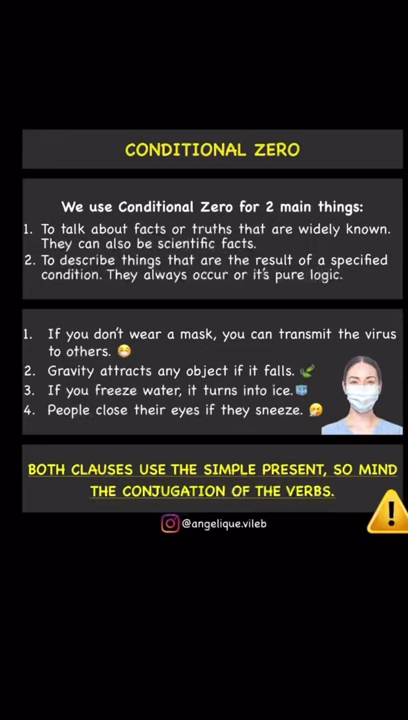 CONDITIONAL ZERO
We use Conditional Zero for 2 main things:
1. To talk about facts or truths that are widely known.
They can also be scientific facts.
2. To describe things that are the result of a specified
condition. They always occur or it's pure logic.
1. If you don't wear a mask, you can transmit the virus
to others. 😷
2. Gravity attracts any object if it falls. 🍃
3. If you freeze water, it turns into ice.🧊
4. People close their eyes if they sneeze. 🤧
BOTH CLAUSES USE THE SIMPLE PRESENT, SO MIND
THE CONJUGATION OF THE VERBS.
@angelique.vileb